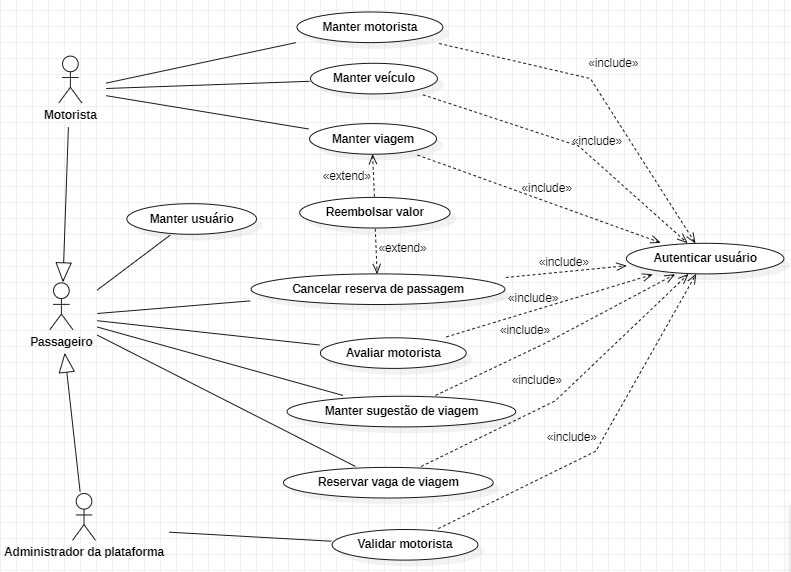 Manter motorista
«include»
Manter veículo
Motorista
«include»
Manter viagem
«extend»
«include»
Reembolsar valor
Manter usuário
«extend»
Autenticar usuário
«include»
Cancelar reserva de passagem
«include»
«include»
Passageiro
Avaliar motorista
«include»
Manter sugestão de viagem
«include»
Reservar vaga de viagem
Validar motorista
Administrador da plataforma